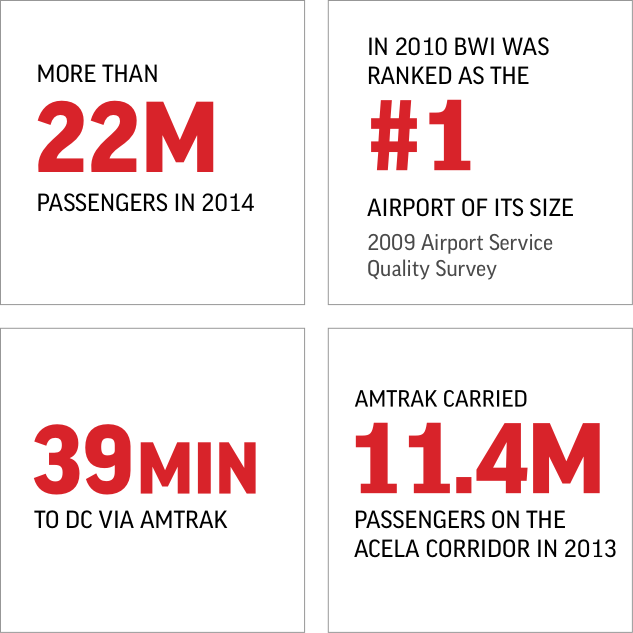 MORE THAN
22M
PASSENGERS IN 2014
IN 2010 BWI WAS
RANKED AS THE
#1
AIRPORT OF ITS SIZE
2009 Airport Service
Quality Survey
39MIN
TO DC VIA AMTRAK
AMTRAK CARRIED
11.4M
PASSENGERS ON THE
ACELA CORRIDOR IN 2013